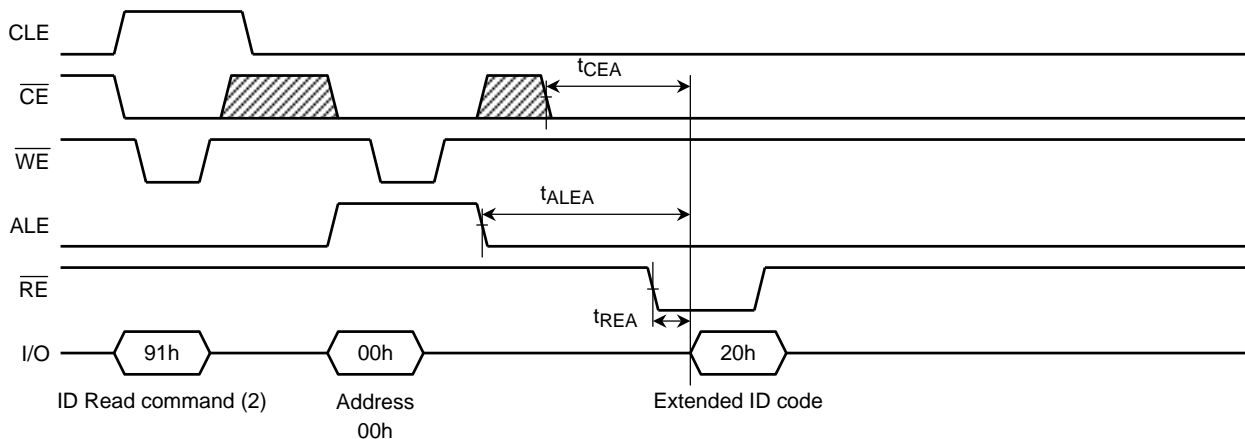 CLE
tCEA
CE
WE
tALEA
ALE
RE
tREA
I/O 91h 00h 20h
ID Read command (2) Address Extended ID code
00h